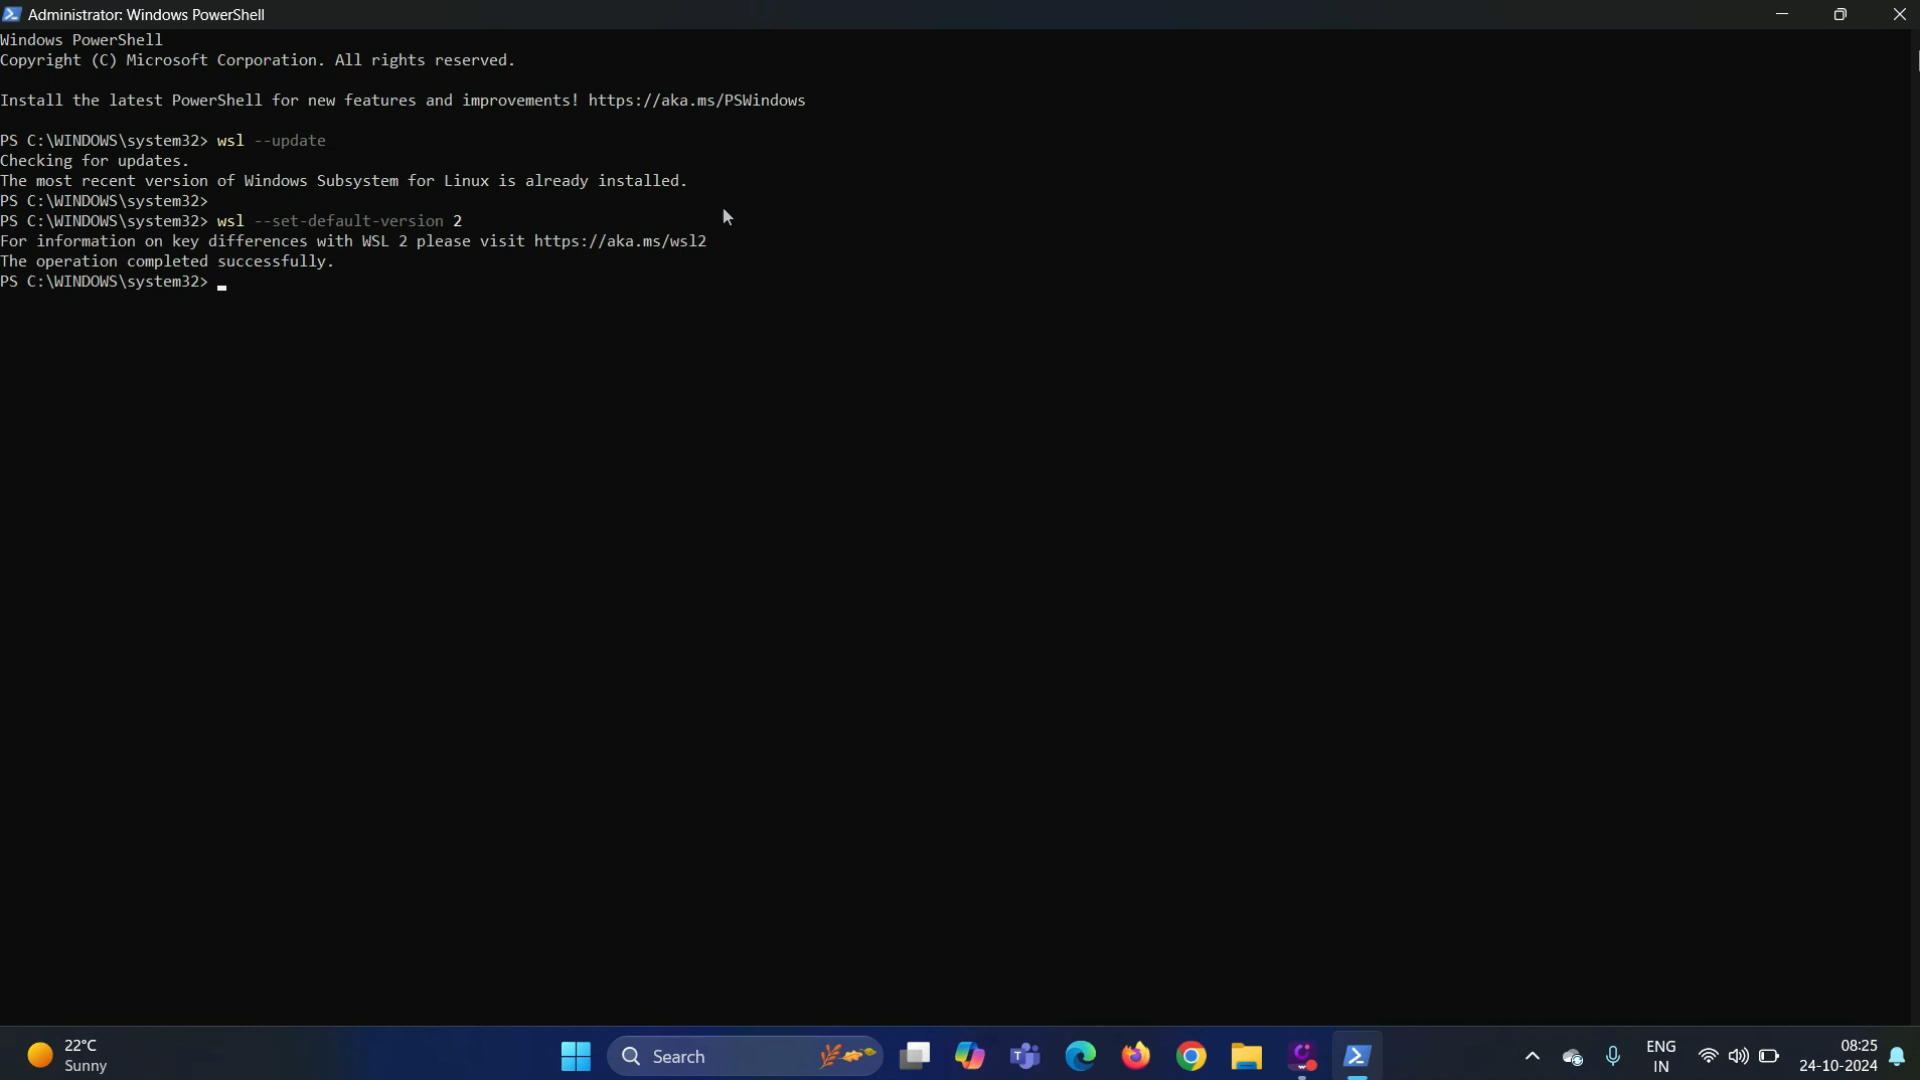 Administrator: Windows PowerShell
Windows PowerShell
Copyright (C) Microsoft Corporation. All rights reserved.
Install the latest PowerShell for new features and improvements! https://aka.ms/PSWindows
PS C:\WINDOWS\system32> wsl --update
Checking for updates.
The most recent version of Windows Subsystem for Linux is already installed.
PS C:\WINDOWS\system32>
PS C:\WINDOWS\system32> wsl --set-default-version 2
For information on key differences with WSL 2 please visit https://aka.ms/wsl2
The operation completed successfully.
PS C:\WINDOWS\system32>
22°C
Sunny
Search
ENG
IN
08:25
24-10-2024